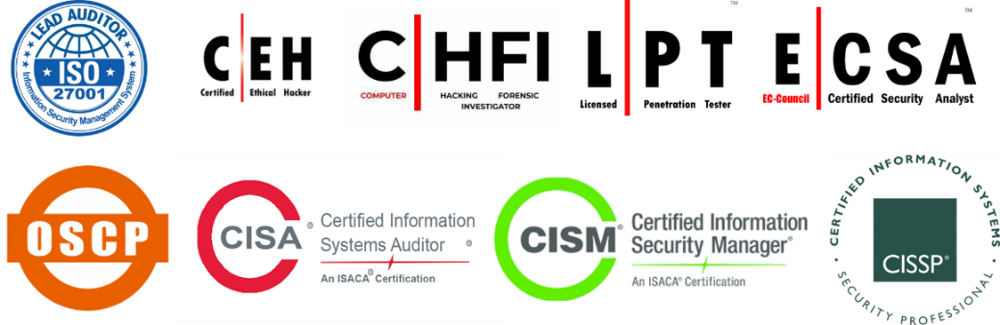 LEAD AUDITOR
ISO
27001
Information Security Management System
C EH
Certified Ethical Hacker
C HFI
COMPUTER HACKING FORENSIC
INVESTIGATOR
L PT
Licensed Penetration Tester
™
E CSA
EC-Council Certified Security Analyst
™
OSCP
CISA®
Certified Information
Systems Auditor®
An ISACA® Certification
CISM®
Certified Information
Security Manager®
An ISACA® Certification
CERTIFIED INFORMATION SYSTEMS
CISSP®
SECURITY PROFESSIONAL